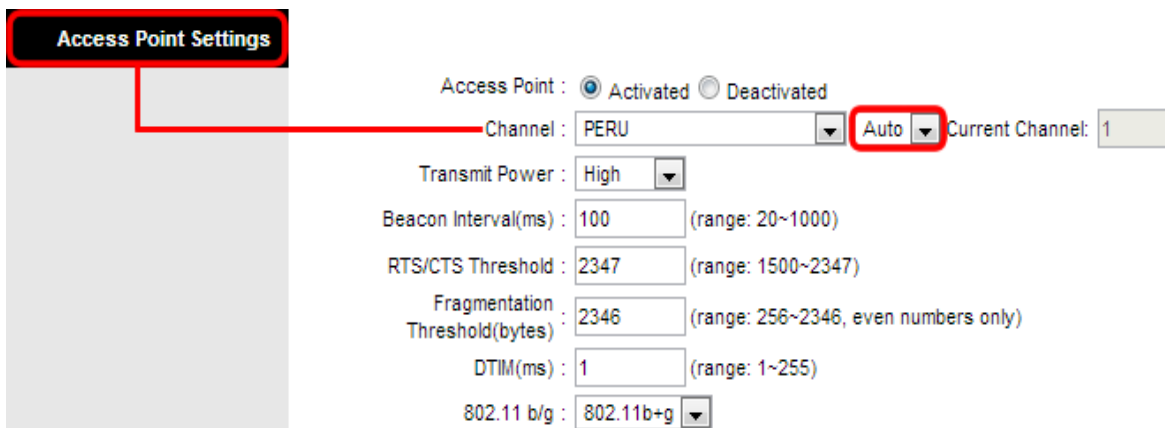 Access Point Settings
Access Point : Activated Deactivated
Channel : PERU Auto Current Channel: 1
Transmit Power : High
Beacon Interval(ms) : 100 (range: 20~1000)
RTS/CTS Threshold : 2347 (range: 1500~2347)
Fragmentation
Threshold(bytes) : 2346 (range: 256~2346, even numbers only)
DTIM(ms) : 1 (range: 1~255)
802.11 b/g : 802.11b+g